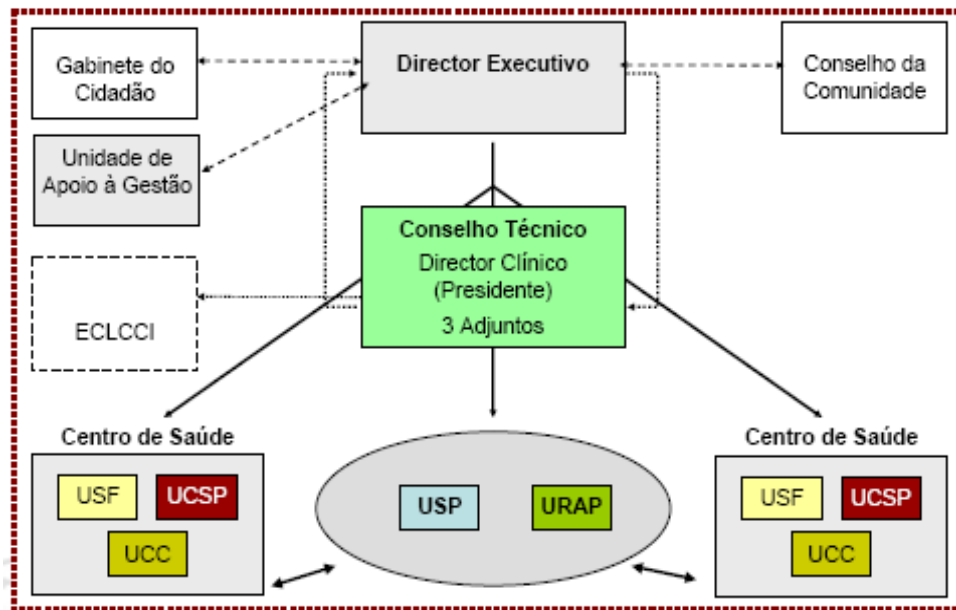 Gabinete do
Cidadão
Director Executivo
Conselho da
Comunidade
Unidade de
Apoio à Gestão
Conselho Técnico
Director Clínico
(Presidente)
3 Adjuntos
ECLCCI
Centro de Saúde
USF
UCSP
UCC
USP
URAP
Centro de Saúde
USF
UCSP
UCC